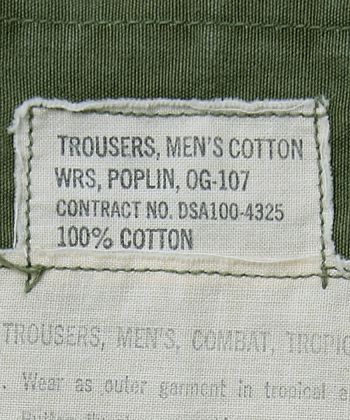 TROUSERS, MEN'S COTTON
WRS, POPLIN, OG-107
CONTRACT NO. DSA100-4325
100% COTTON
TROUSERS, MEN'S, COMBAT, TROPIC
. Wear as outer garment in tropical a